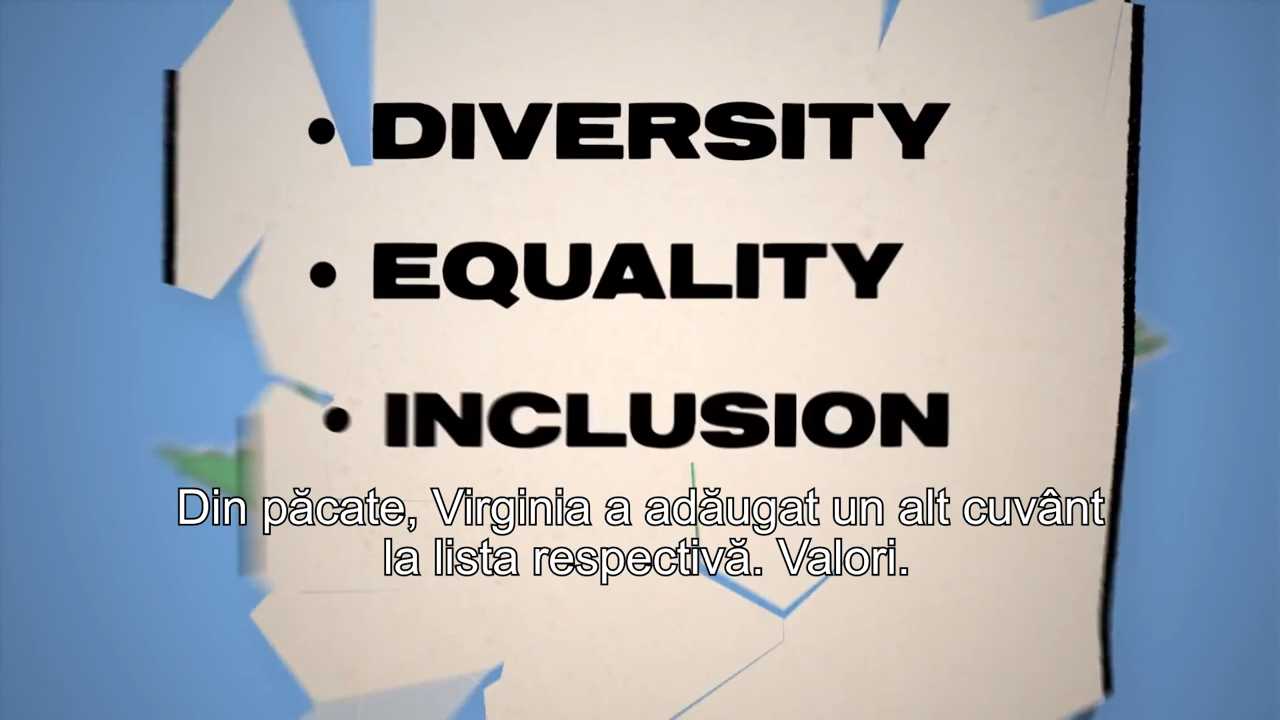 • DIVERSITY
• EQUALITY
• INCLUSION
Din păcate, Virginia a adăugat un alt cuvânt
la lista respectivă. Valori.